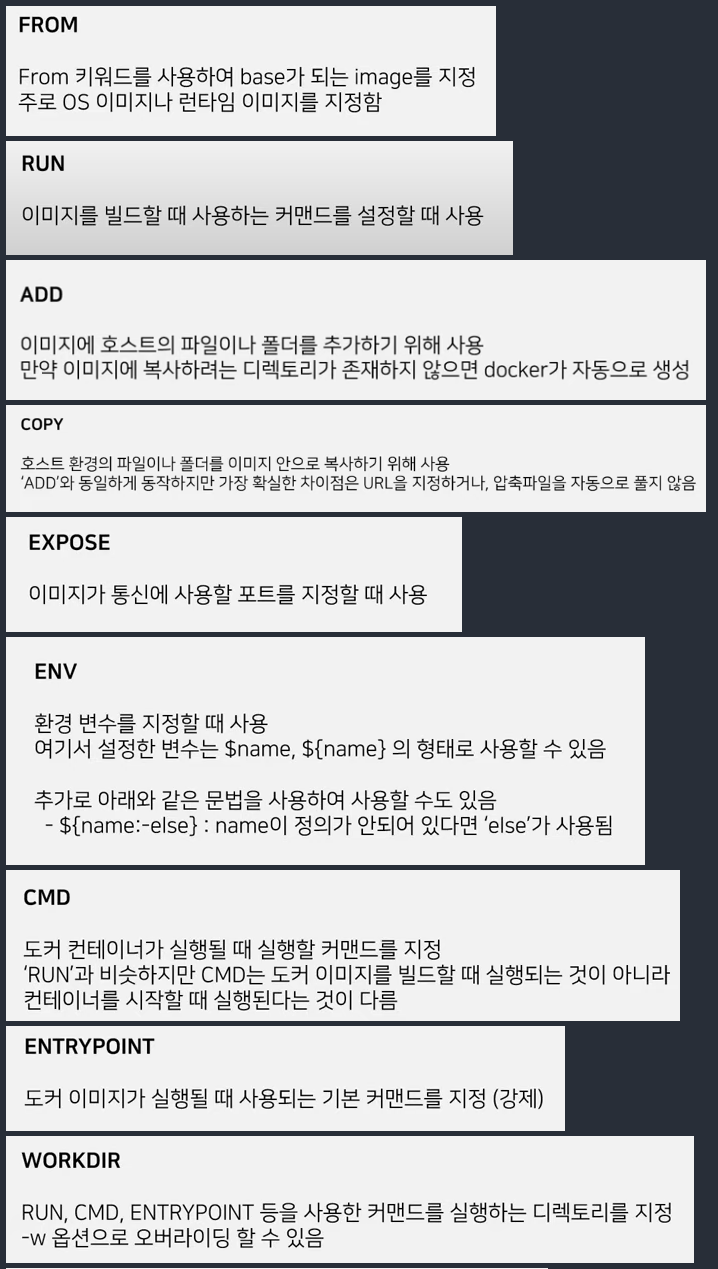 FROM
From 키워드를 사용하여 base가 되는 image를 지정
주로 OS 이미지나 런타임 이미지를 지정함
RUN
이미지를 빌드할 때 사용하는 커맨드를 설정할 때 사용
ADD
이미지에 호스트의 파일이나 폴더를 추가하기 위해 사용
만약 이미지에 복사하려는 디렉토리가 존재하지 않으면 docker가 자동으로 생성
COPY
호스트 환경의 파일이나 폴더를 이미지 안으로 복사하기 위해 사용
‘ADD’와 동일하게 동작하지만 가장 확실한 차이점은 URL을 지정하거나, 압축파일을 자동으로 풀지 않음
EXPOSE
이미지가 통신에 사용할 포트를 지정할 때 사용
ENV
환경 변수를 지정할 때 사용
여기서 설정한 변수는 $name, ${name} 의 형태로 사용할 수 있음
추가로 아래와 같은 문법을 사용하여 사용할 수도 있음
- ${name:-else} : name이 정의가 안되어 있다면 ‘else’가 사용됨
CMD
도커 컨테이너가 실행될 때 실행할 커맨드를 지정
‘RUN’과 비슷하지만 CMD는 도커 이미지를 빌드할 때 실행되는 것이 아니라
컨테이너를 시작할 때 실행된다는 것이 다름
ENTRYPOINT
도커 이미지가 실행될 때 사용되는 기본 커맨드를 지정 (강제)
WORKDIR
RUN, CMD, ENTRYPOINT 등을 사용한 커맨드를 실행하는 디렉토리를 지정
-w 옵션으로 오버라이딩 할 수 있음